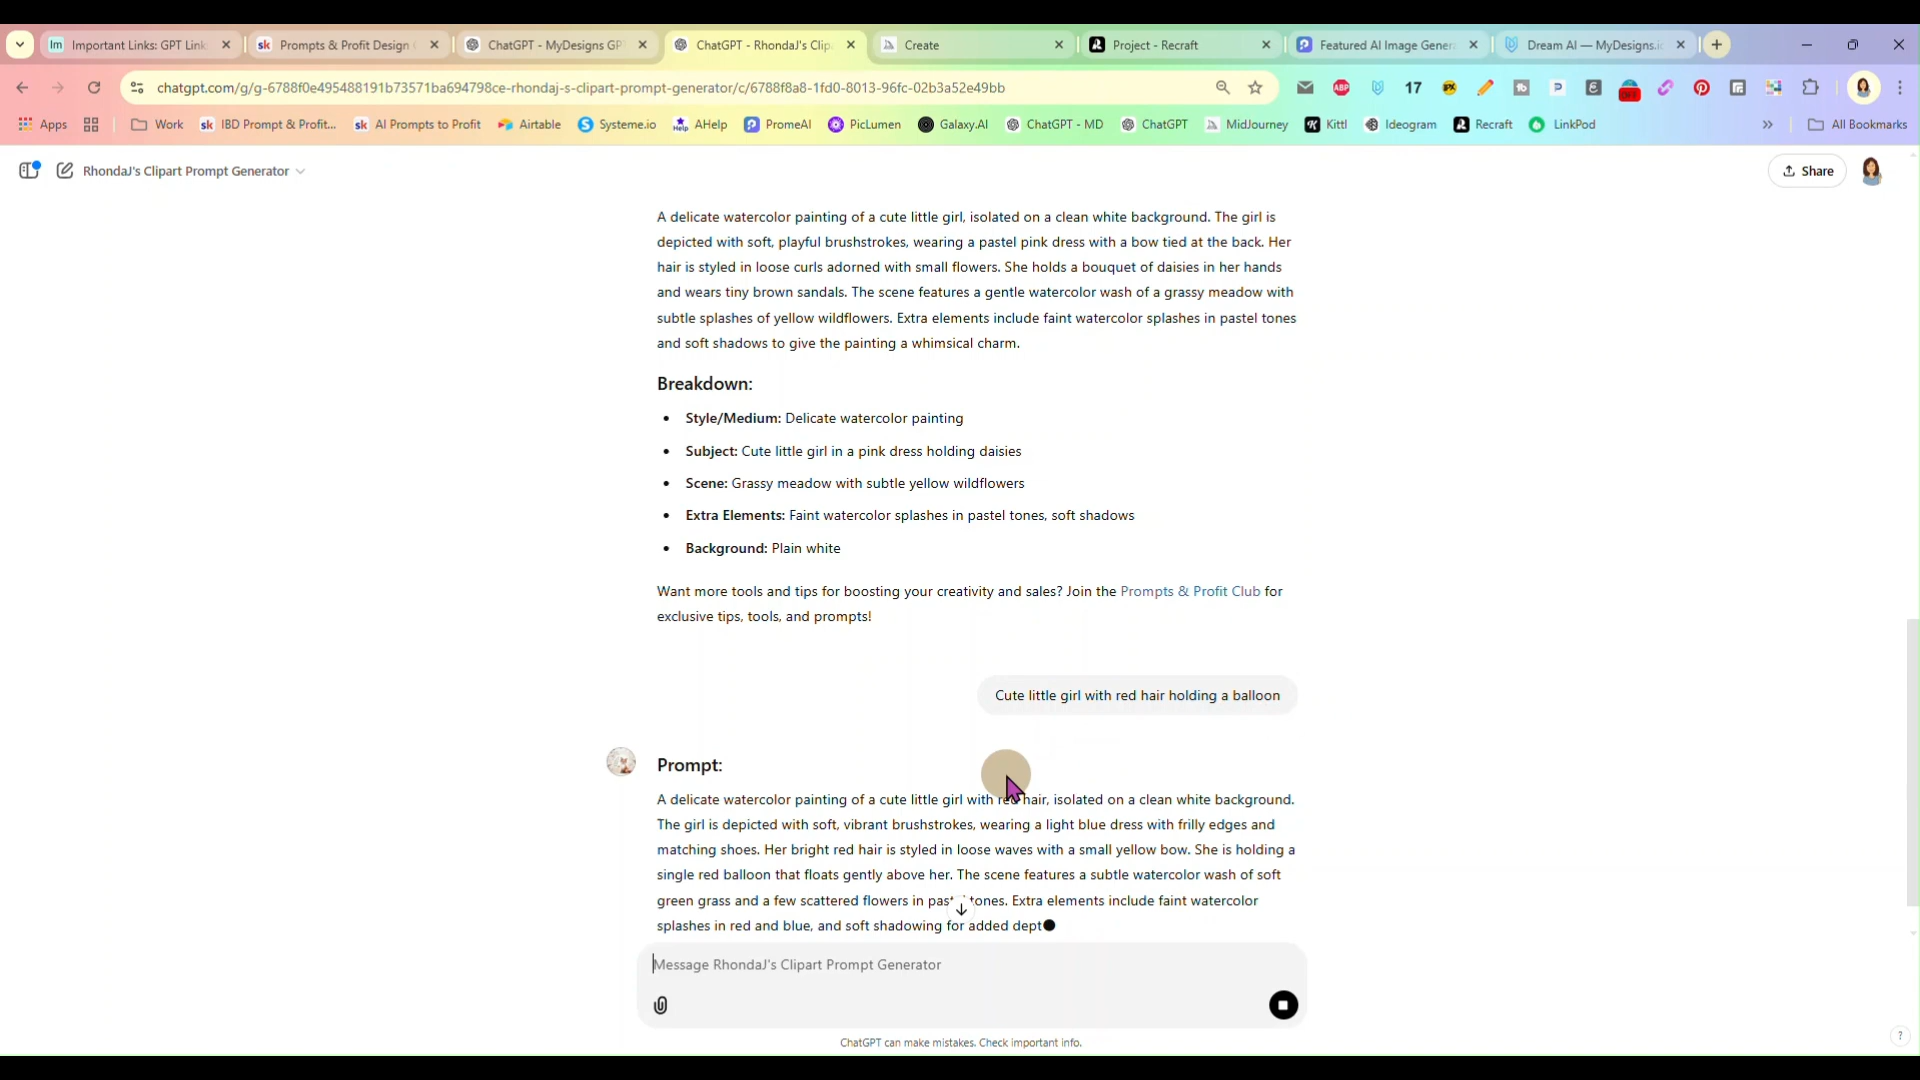 Im Important Links: GPT Link
sk Prompts & Profit Design
ChatGPT - MyDesigns GP
ChatGPT - RhondaJ's Clip
Create
Project - Recraft
Featured AI Image Gener
Dream AI — MyDesigns.i
chatgpt.com/g/g-6788f0e495488191b73571ba694798ce-rhondaj-s-clipart-prompt-generator/c/6788f8a8-1fd0-8013-96fc-02b3a52e49bb
ABP
17
OFF
Apps
Work
sk IBD Prompt & Profit...
sk AI Prompts to Profit
Airtable
Systeme.io
Help AHelp
PromeAI
PicLumen
Galaxy.AI
ChatGPT - MD
ChatGPT
MidJourney
Kittl
Ideogram
Recraft
LinkPod
All Bookmarks
RhondaJ's Clipart Prompt Generator
Share
A delicate watercolor painting of a cute little girl, isolated on a clean white background. The girl is
depicted with soft, playful brushstrokes, wearing a pastel pink dress with a bow tied at the back. Her
hair is styled in loose curls adorned with small flowers. She holds a bouquet of daisies in her hands
and wears tiny brown sandals. The scene features a gentle watercolor wash of a grassy meadow with
subtle splashes of yellow wildflowers. Extra elements include faint watercolor splashes in pastel tones
and soft shadows to give the painting a whimsical charm.
Breakdown:
• Style/Medium: Delicate watercolor painting
• Subject: Cute little girl in a pink dress holding daisies
• Scene: Grassy meadow with subtle yellow wildflowers
• Extra Elements: Faint watercolor splashes in pastel tones, soft shadows
• Background: Plain white
Want more tools and tips for boosting your creativity and sales? Join the Prompts & Profit Club for
exclusive tips, tools, and prompts!
Cute little girl with red hair holding a balloon
Prompt:
A delicate watercolor painting of a cute little girl with red hair, isolated on a clean white background.
The girl is depicted with soft, vibrant brushstrokes, wearing a light blue dress with frilly edges and
matching shoes. Her bright red hair is styled in loose waves with a small yellow bow. She is holding a
single red balloon that floats gently above her. The scene features a subtle watercolor wash of soft
green grass and a few scattered flowers in pastel tones. Extra elements include faint watercolor
splashes in red and blue, and soft shadowing for added dept
Message RhondaJ's Clipart Prompt Generator
ChatGPT can make mistakes. Check important info.
?